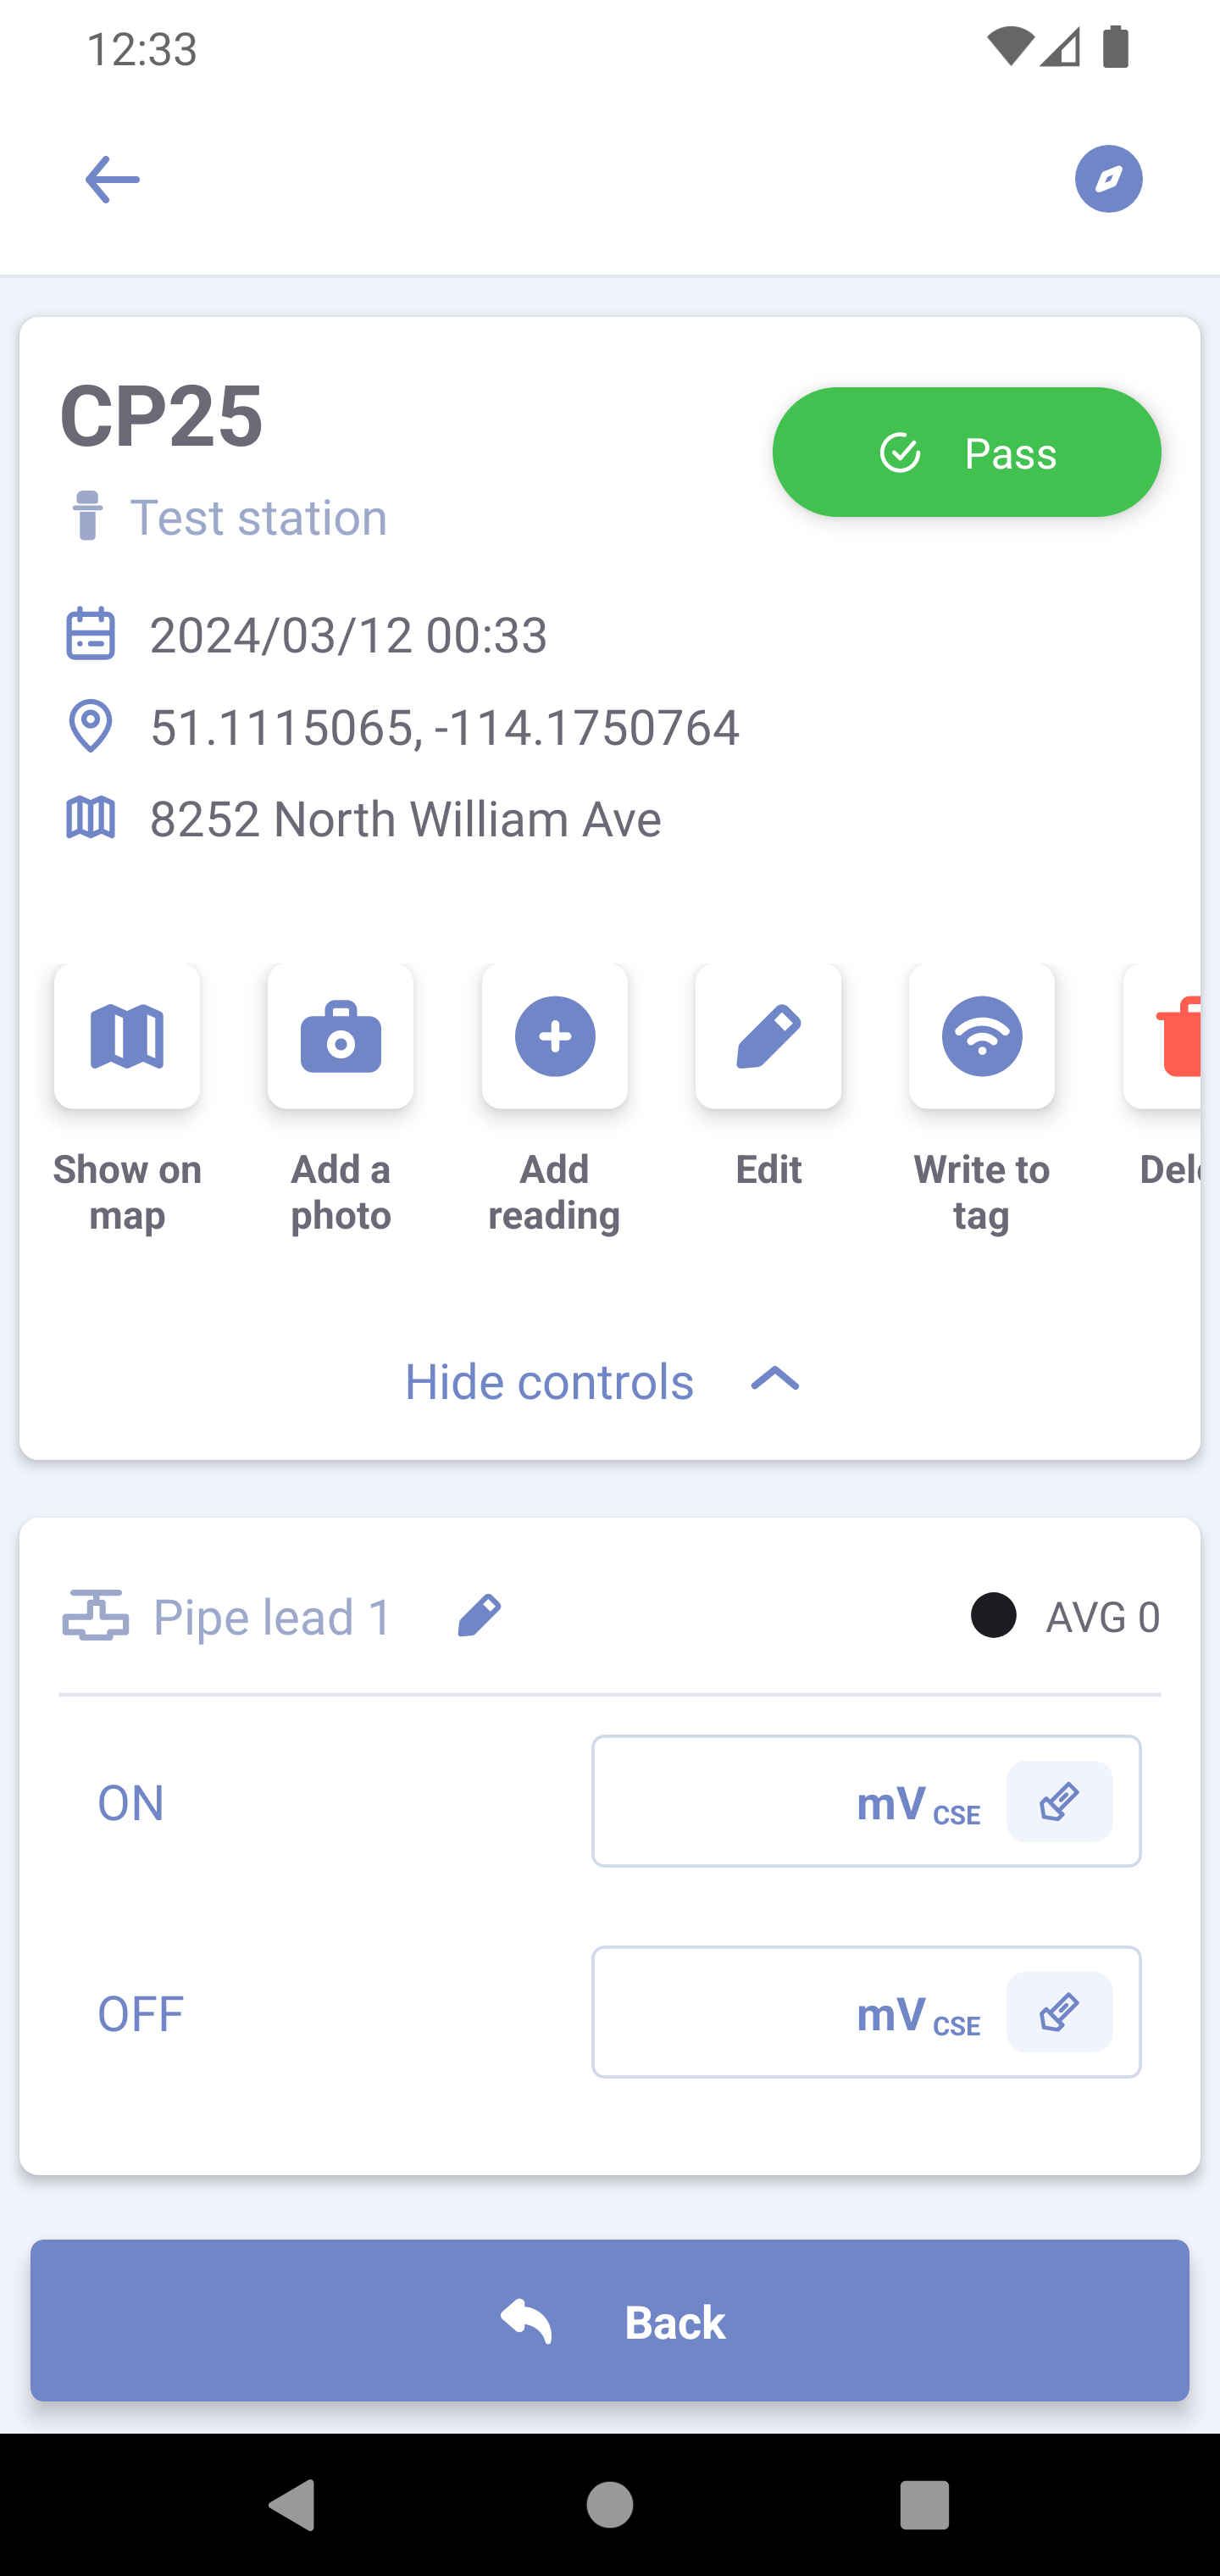 12:33
CP25
Pass
Test station
2024/03/12 00:33
51.1115065, -114.1750764
8252 North William Ave
Show on map
Add a photo
Add reading
Edit
Write to tag
Hide controls
Pipe lead 1
AVG 0
ON
mV CSE
OFF
mV CSE
Back